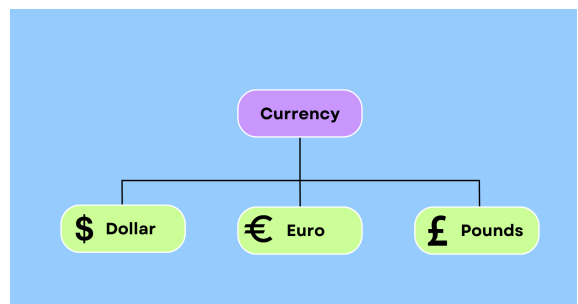 Currency
$ Dollar
€ Euro
£ Pounds